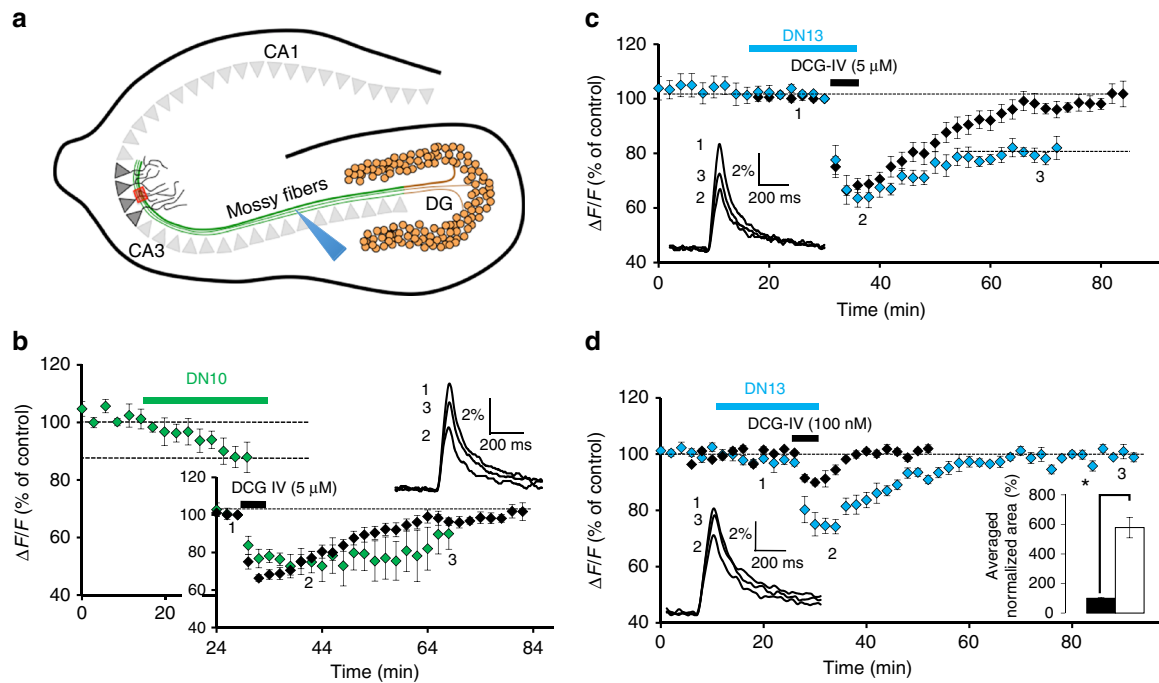 a
CA1
Mossy fibers
DG
CA3
b
120
100
80
60
40
ΔF/F (% of control)
DN10
0
20
1
3
2
2%
200 ms
120
100
80
60
40
20
DCG IV (5 μM)
1
2
3
24
44
64
84
Time (min)
c
DN13
DCG-IV (5 μM)
120
100
80
60
40
ΔF/F (% of control)
1
2
3
1
3
2
2%
200 ms
0
20
40
60
80
Time (min)
d
DN13
DCG-IV (100 nM)
120
100
80
60
40
ΔF/F (% of control)
1
2
3
1
3
2
2%
200 ms
*
Averaged
normalized area (%)
800
600
400
200
0
0
20
40
60
80
Time (min)